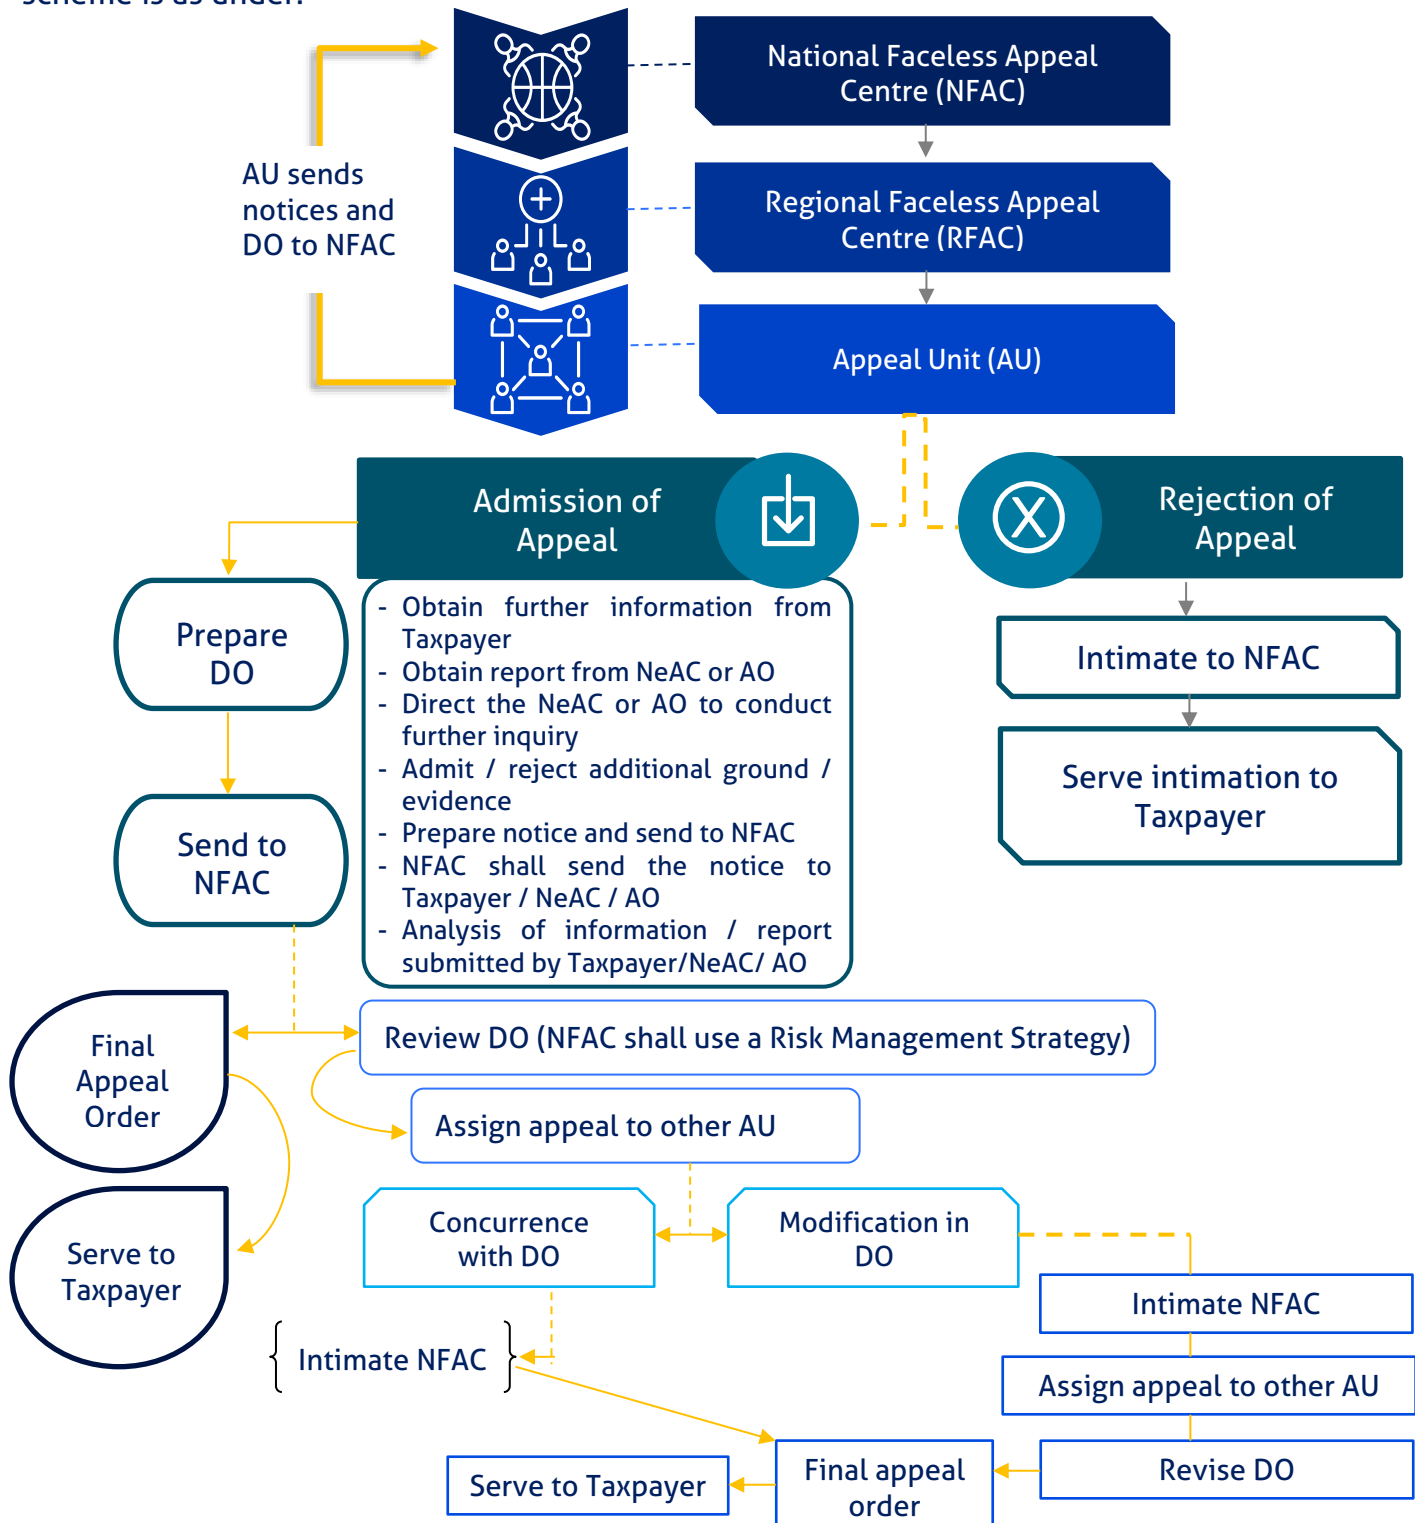 scheme is as under:
National Faceless Appeal
Centre (NFAC)
AU sends
notices and
DO to NFAC
Regional Faceless Appeal
Centre (RFAC)
Appeal Unit (AU)
Admission of
Appeal
X
Rejection of
Appeal
Prepare
DO
- Obtain further information from
Taxpayer
- Obtain report from NeAC or AO
- Direct the NeAC or AO to conduct
further inquiry
- Admit / reject additional ground /
evidence
- Prepare notice and send to NFAC
- NFAC shall send the notice to
Taxpayer / NeAC / AO
- Analysis of information / report
submitted by Taxpayer/NeAC/ AO
Intimate to NFAC
Serve intimation to
Taxpayer
Send to
NFAC
Final
Appeal
Order
Review DO (NFAC shall use a Risk Management Strategy)
Assign appeal to other AU
Serve to
Taxpayer
Concurrence
with DO
Modification in
DO
Intimate NFAC
Intimate NFAC
Assign appeal to other AU
Revise DO
Final appeal
order
Serve to Taxpayer